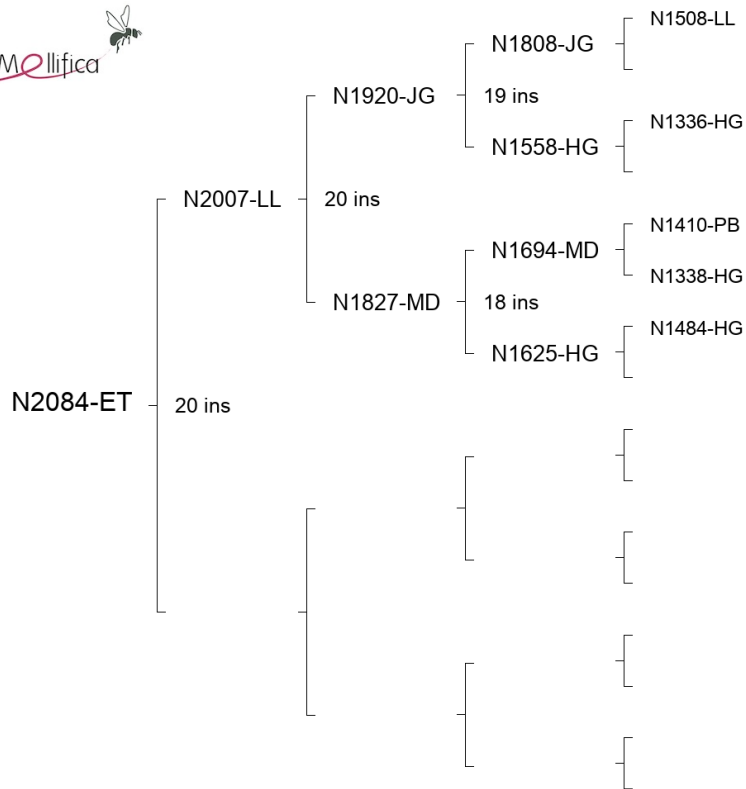 Mellifica
N1508-LL
N1808-JG
N1920-JG
19 ins
N1336-HG
N1558-HG
N2007-LL
20 ins
N1410-PB
N1694-MD
N1338-HG
N1827-MD
18 ins
N1484-HG
N1625-HG
N2084-ET
20 ins